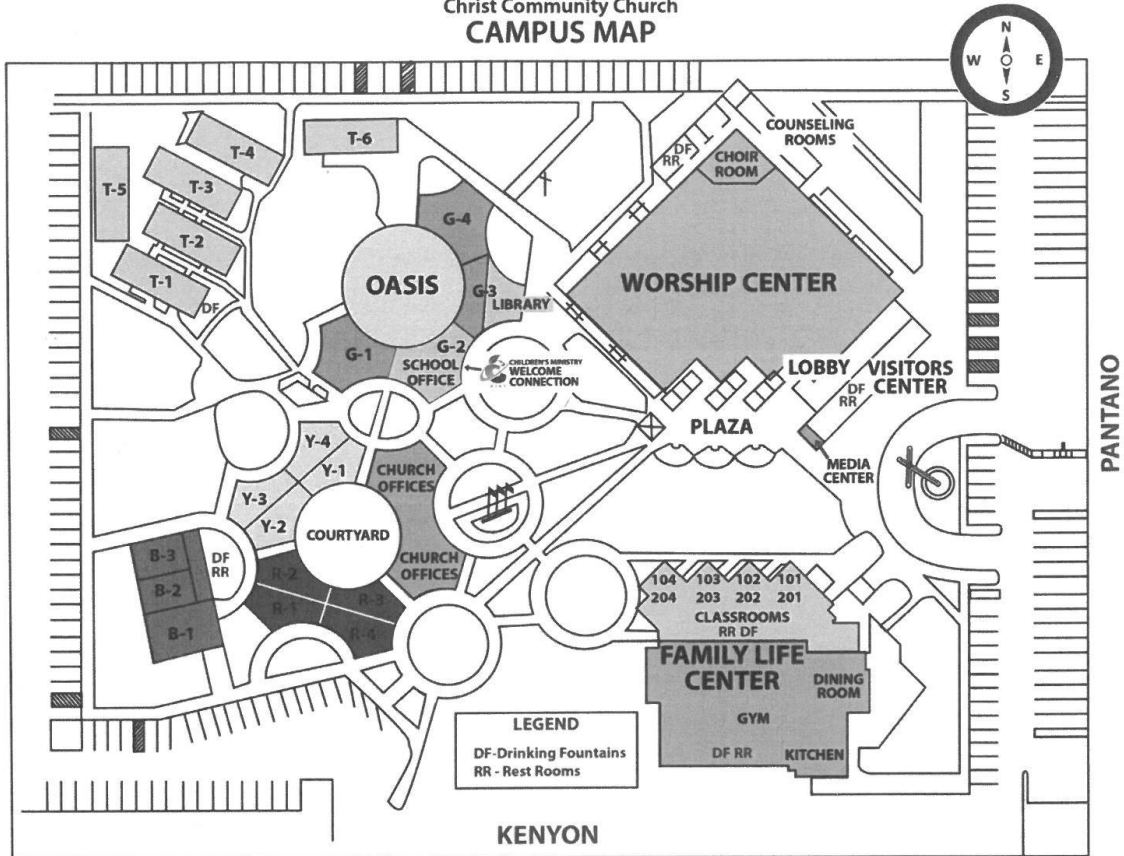 Christ Community Church
CAMPUS MAP
N
W E
S
T-6
T-4
T-5
T-3
T-2
T-1
DF
COUNSELING
ROOMS
DF
RR
CHOIR
ROOM
G-4
OASIS
G-3
LIBRARY
G-1
G-2
SCHOOL
OFFICE
CHILDREN'S MINISTRY
WELCOME
CONNECTION
WORSHIP CENTER
LOBBY
VISITORS
CENTER
DF
RR
PLAZA
MEDIA
CENTER
PANTANO
Y-4
Y-1
Y-3
Y-2
CHURCH
OFFICES
COURTYARD
CHURCH
OFFICES
B-3
B-2
B-1
DF
RR
R-2
R-1
R-3
R-4
104 103 102 101
204 203 202 201
CLASSROOMS
RR DF
FAMILY LIFE
CENTER
DINING
ROOM
GYM
DF RR
KITCHEN
LEGEND
DF-Drinking Fountains
RR - Rest Rooms
KENYON